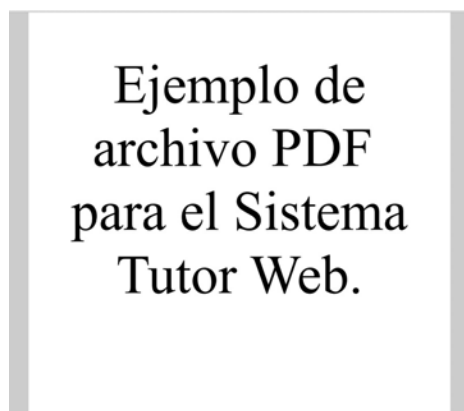 Ejemplo de
archivo PDF
para el Sistema
Tutor Web.